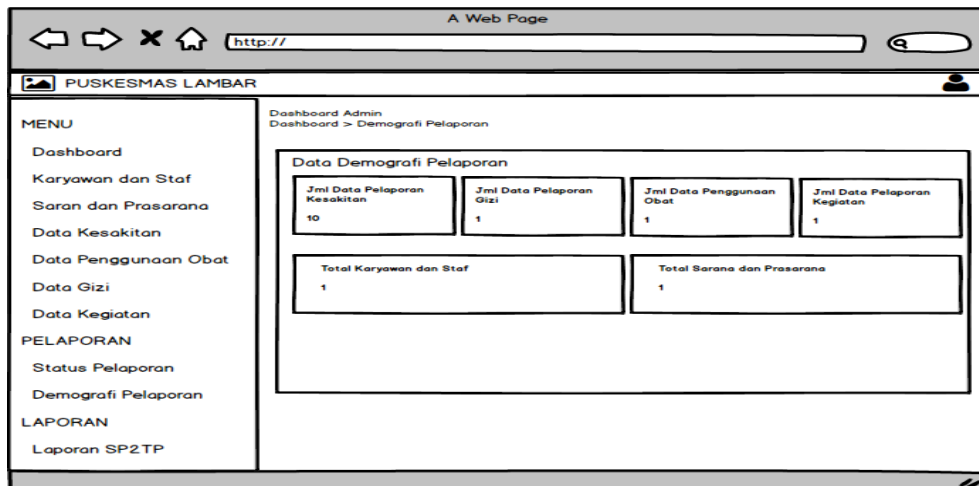 A Web Page
http://
PUSKESMAS LAMBAR
MENU
Dashboard
Karyawan dan Staf
Saran dan Prasarana
Data Kesakitan
Data Penggunaan Obat
Data Gizi
Data Kegiatan
PELAPORAN
Status Pelaporan
Demografi Pelaporan
LAPORAN
Laporan SP2TP
Dashboard Admin
Dashboard > Demografi Pelaporan
Data Demografi Pelaporan
Jml Data Pelaporan
Kesakitan
10
Jml Data Pelaporan
Gizi
1
Jml Data Penggunaan
Obat
1
Jml Data Pelaporan
Kegiatan
1
Total Karyawan dan Staf
1
Total Sarana dan Prasarana
1